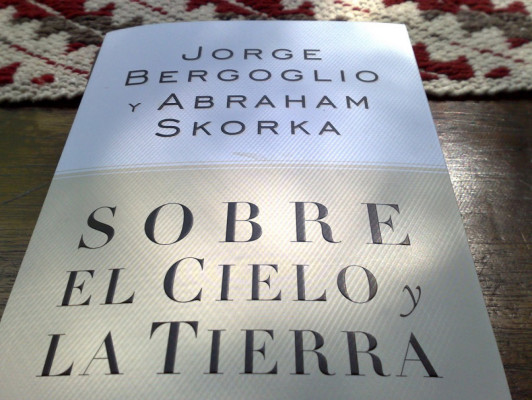 JORGE
BERGOGLIO
Y ABRAHAM
SKORKA
SOBRE
EL CIELO y
LA TIERRA